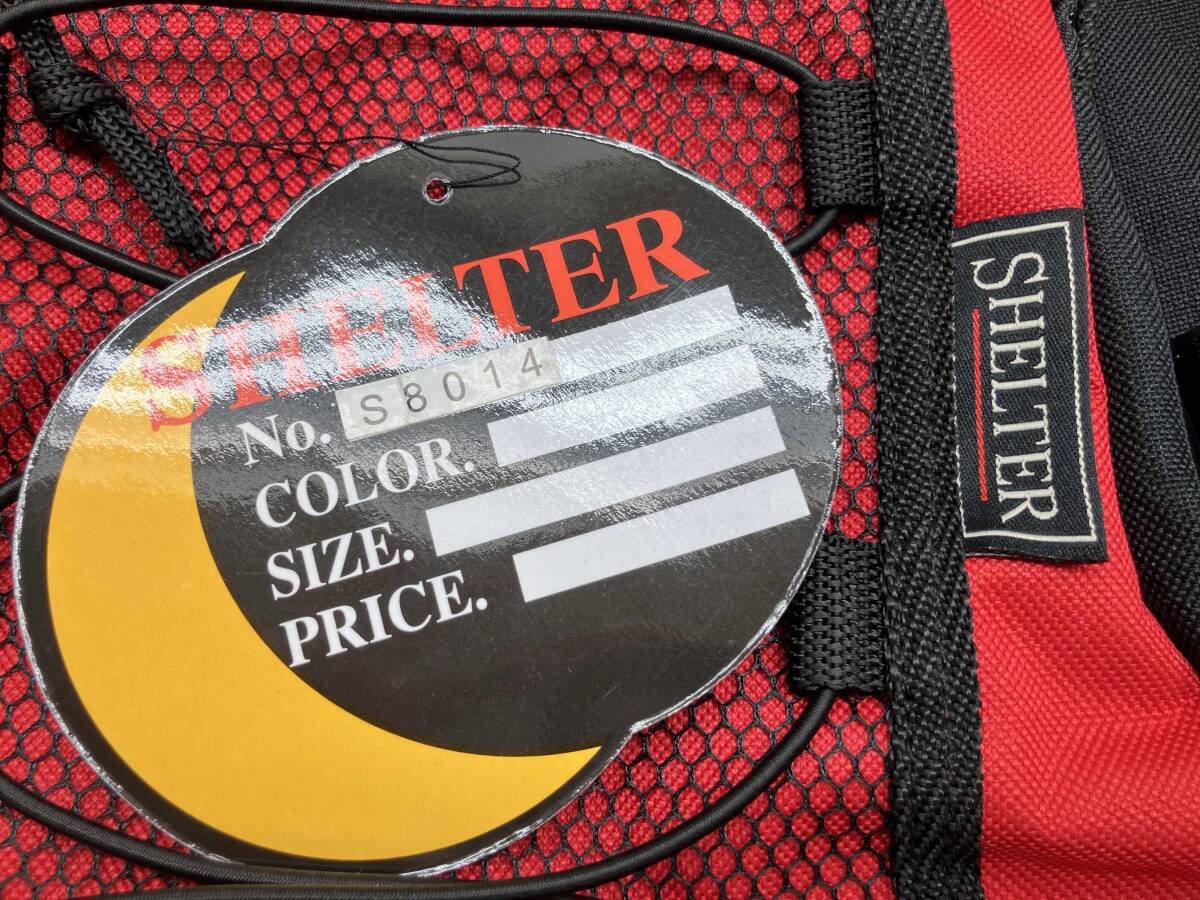 SHELTER
No. S8014
COLOR.
SIZE.
PRICE.
SHELTER